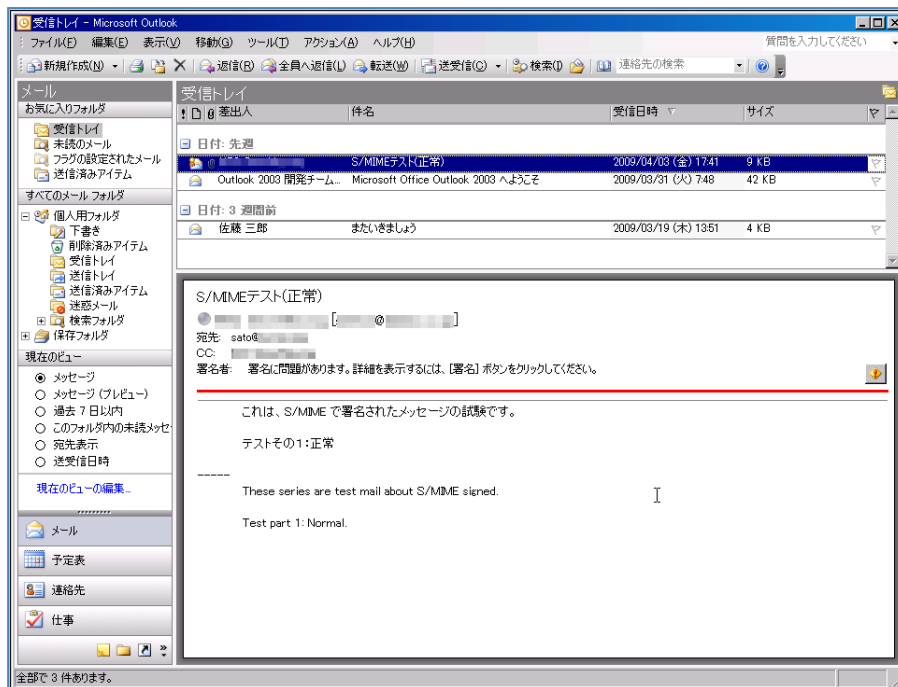 受信トレイ - Microsoft Outlook
ファイル(F) 編集(E) 表示(V) 移動(G) ツール(T) アクション(A) ヘルプ(H) 質問を入力してください
新規作成(N) 返信(R) 全員へ返信(L) 転送(W) 送受信(C) 検索(I) 連絡先の検索
メール
お気に入りフォルダ
受信トレイ
未読のメール
フラグの設定されたメール
送信済みアイテム
すべてのメール フォルダ
個人用フォルダ
下書き
削除済みアイテム
受信トレイ
送信トレイ
送信済みアイテム
迷惑メール
検索フォルダ
保存フォルダ
現在のビュー
メッセージ
メッセージ (プレビュー)
過去 7 日以内
このフォルダ内の未読メッセ
宛先表示
送受信日時
現在のビューの編集...
メール
予定表
連絡先
仕事
受信トレイ
差出人 件名 受信日時 サイズ
日付: 先週
S/MIMEテスト(正常) 2009/04/03 (金) 17:41 9 KB
Outlook 2003 開発チーム... Microsoft Office Outlook 2003 へようこそ 2009/03/31 (火) 7:48 42 KB
日付: 3 週間前
佐藤 三郎 またいきましょう 2009/03/19 (木) 13:51 4 KB
S/MIMEテスト(正常)
[ @ ]
宛先: sato@
CC:
署名者: 署名に問題があります。詳細を表示するには、[署名] ボタンをクリックしてください。
これは、S/MIME で署名されたメッセージの試験です。
テストその1:正常
-----
These series are test mail about S/MIME signed.
Test part 1: Normal.
全部で 3 件あります。